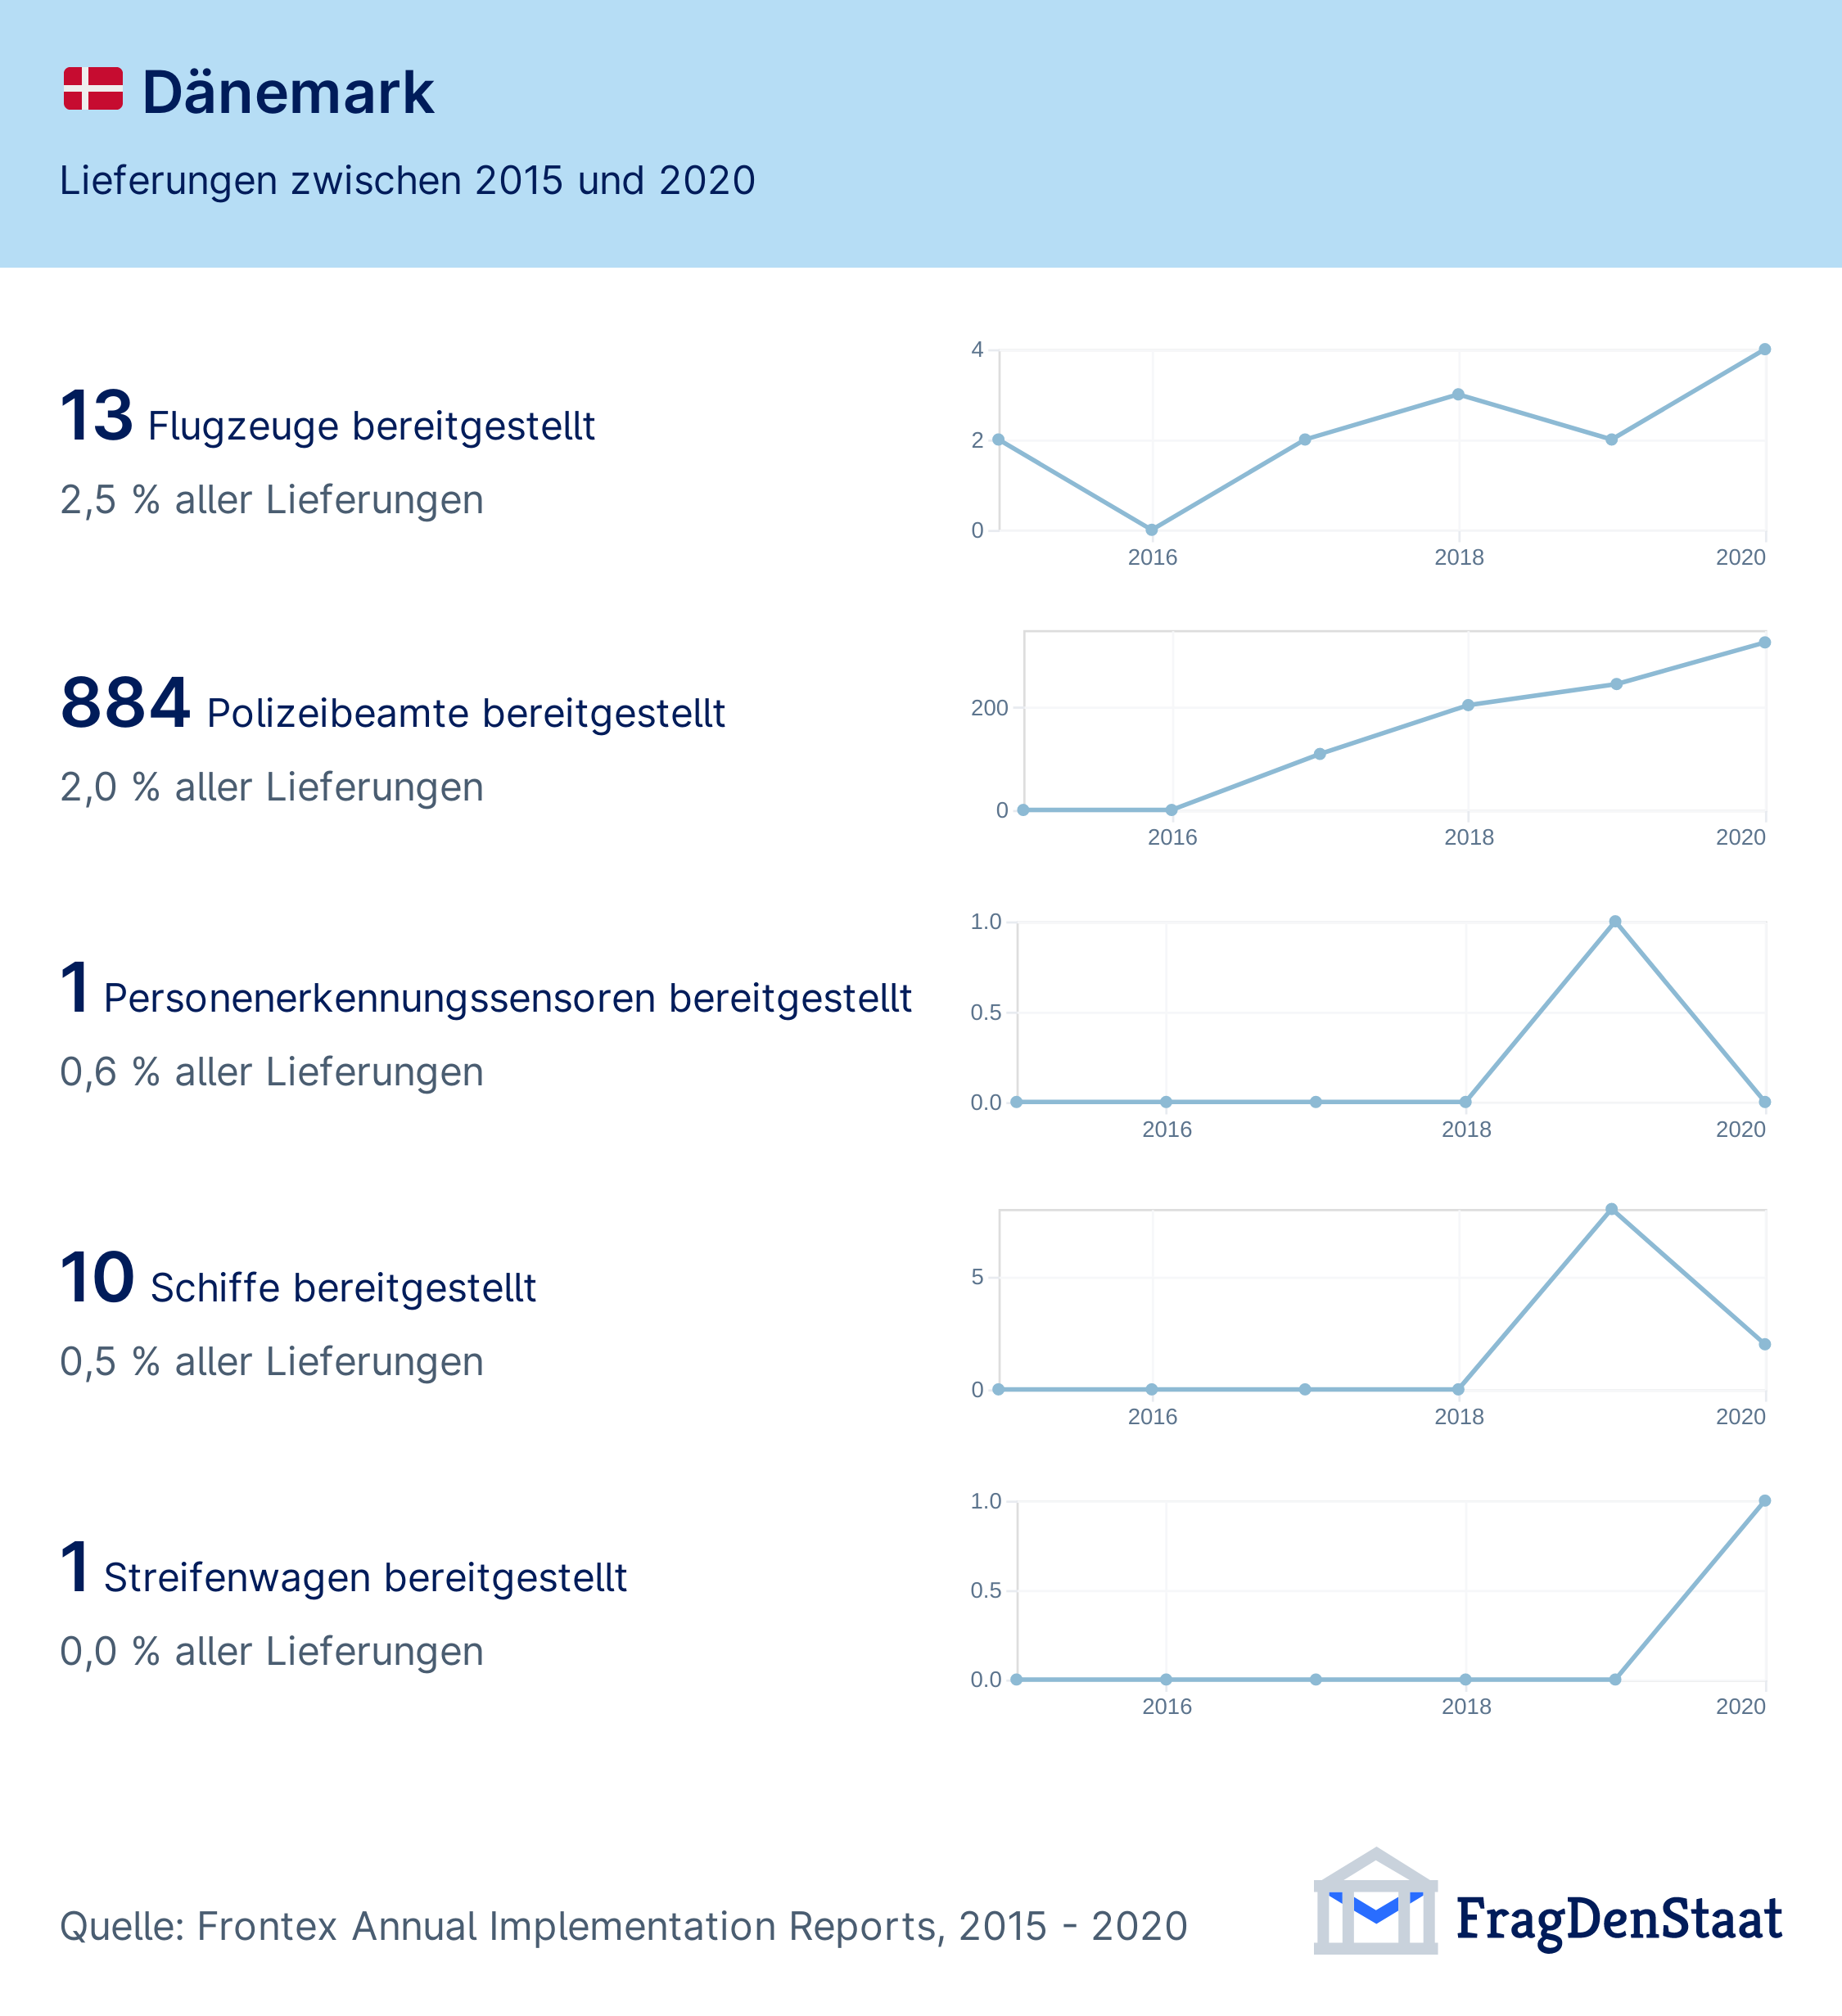 Dänemark
Lieferungen zwischen 2015 und 2020
13 Flugzeuge bereitgestellt
2,5 % aller Lieferungen
4
2
0
2016 2018 2020
884 Polizeibeamte bereitgestellt
2,0 % aller Lieferungen
200
0
2016 2018 2020
1 Personenerkennungssensoren bereitgestellt
0,6 % aller Lieferungen
1.0
0.5
0.0
2016 2018 2020
10 Schiffe bereitgestellt
0,5 % aller Lieferungen
5
0
2016 2018 2020
1 Streifenwagen bereitgestellt
0,0 % aller Lieferungen
1.0
0.5
0.0
2016 2018 2020
Quelle: Frontex Annual Implementation Reports, 2015 - 2020
FragDenStaat